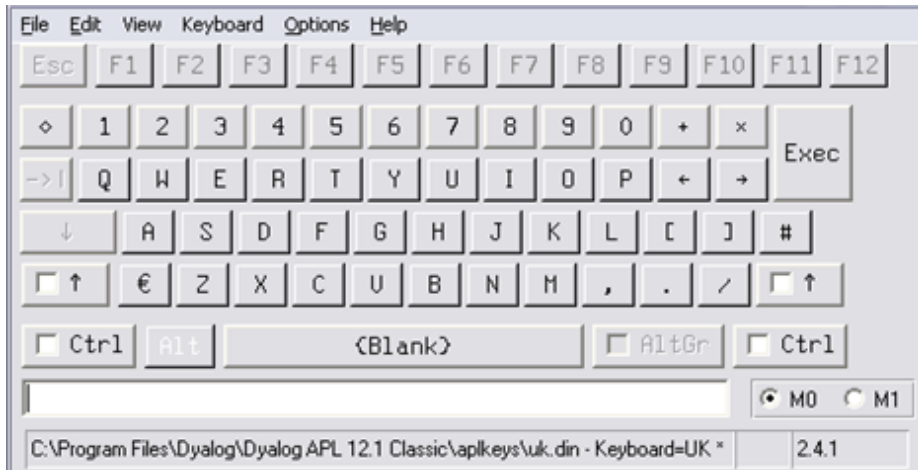 File Edit View Keyboard Options Help
Esc F1 F2 F3 F4 F5 F6 F7 F8 F9 F10 F11 F12
⋄ 1 2 3 4 5 6 7 8 9 0 + × Exec
->| Q W E R T Y U I O P ← →
↓ A S D F G H J K L [ ] #
↑ € Z X C V B N M , . / ↑
Ctrl Alt {Blank} AltGr Ctrl
M0 M1
C:\Program Files\Dyalog\Dyalog APL 12.1 Classic\aplkeys\uk.din - Keyboard=UK * 2.4.1